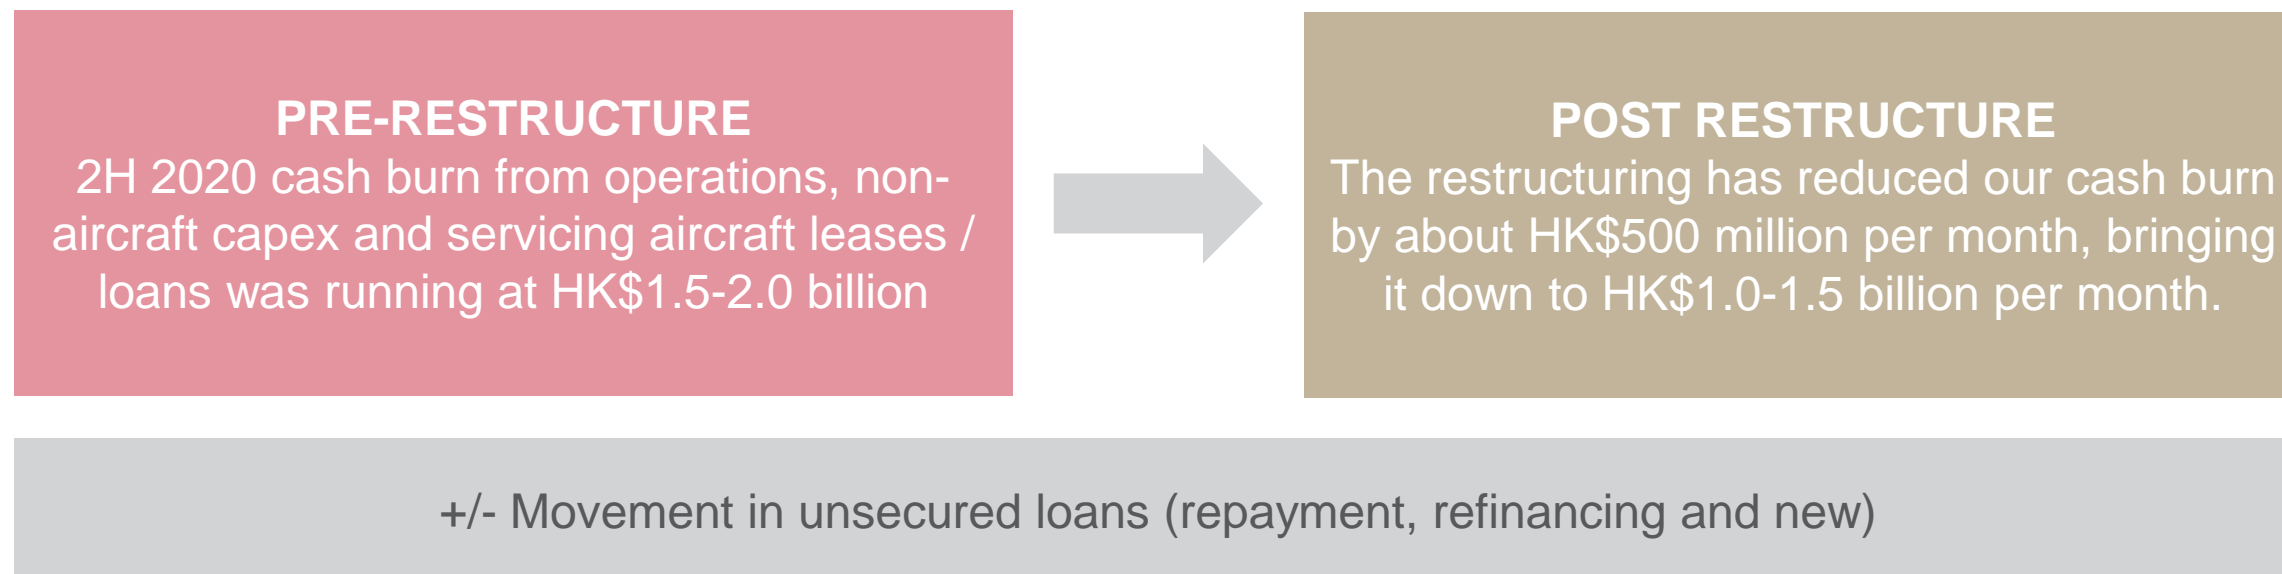 PRE-RESTRUCTURE
2H 2020 cash burn from operations, non-
aircraft capex and servicing aircraft leases /
loans was running at HK$1.5-2.0 billion
POST RESTRUCTURE
The restructuring has reduced our cash burn
by about HK$500 million per month, bringing
it down to HK$1.0-1.5 billion per month.
+/- Movement in unsecured loans (repayment, refinancing and new)